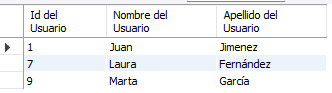 Id del Usuario Nombre del Usuario Apellido del Usuario
1 Juan Jimenez
7 Laura Fernández
9 Marta García